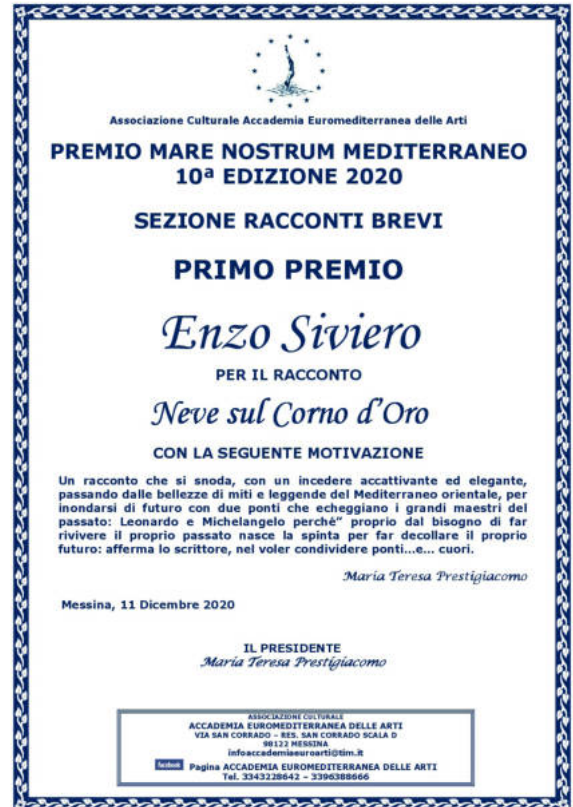 Associazione Culturale Accademia Euromediterranea delle Arti
PREMIO MARE NOSTRUM MEDITERRANEO
10ª EDIZIONE 2020
SEZIONE RACCONTI BREVI
PRIMO PREMIO
Enzo Siviero
PER IL RACCONTO
Neve sul Corno d'Oro
CON LA SEGUENTE MOTIVAZIONE
Un racconto che si snoda, con un incedere accattivante ed elegante,
passando dalle bellezze di miti e leggende del Mediterraneo orientale, per
inondarsi di futuro con due ponti che echeggiano i grandi maestri del
passato: Leonardo e Michelangelo perchè" proprio dal bisogno di far
rivivere il proprio passato nasce la spinta per far decollare il proprio
futuro: afferma lo scrittore, nel voler condividere ponti...e... cuori.
Maria Teresa Prestigiacomo
Messina, 11 Dicembre 2020
IL PRESIDENTE
Maria Teresa Prestigiacomo
ASSOCIAZIONE CULTURALE
ACCADEMIA EUROMEDITERRANEA DELLE ARTI
VIA SAN CORRADO – RES. SAN CORRADO SCALA D
98122 MESSINA
infoaccademiaeuroarti@tim.it
facebook Pagina ACCADEMIA EUROMEDITERRANEA DELLE ARTI
Tel. 3343228642 – 3396388666